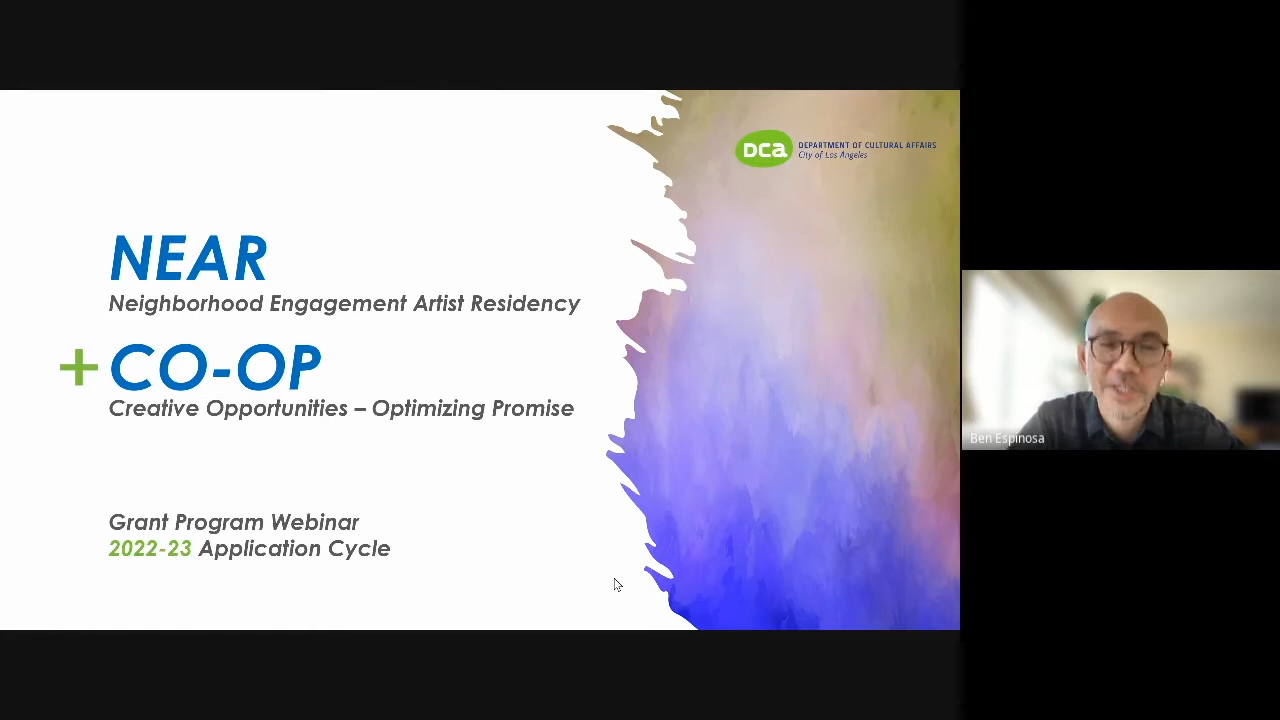 DCa
DEPARTMENT OF CULTURAL AFFAIRS
City of Los Angeles
NEAR
Neighborhood Engagement Artist Residency
+ CO-OP
Creative Opportunities – Optimizing Promise
Grant Program Webinar
2022-23 Application Cycle
Ben Espinosa